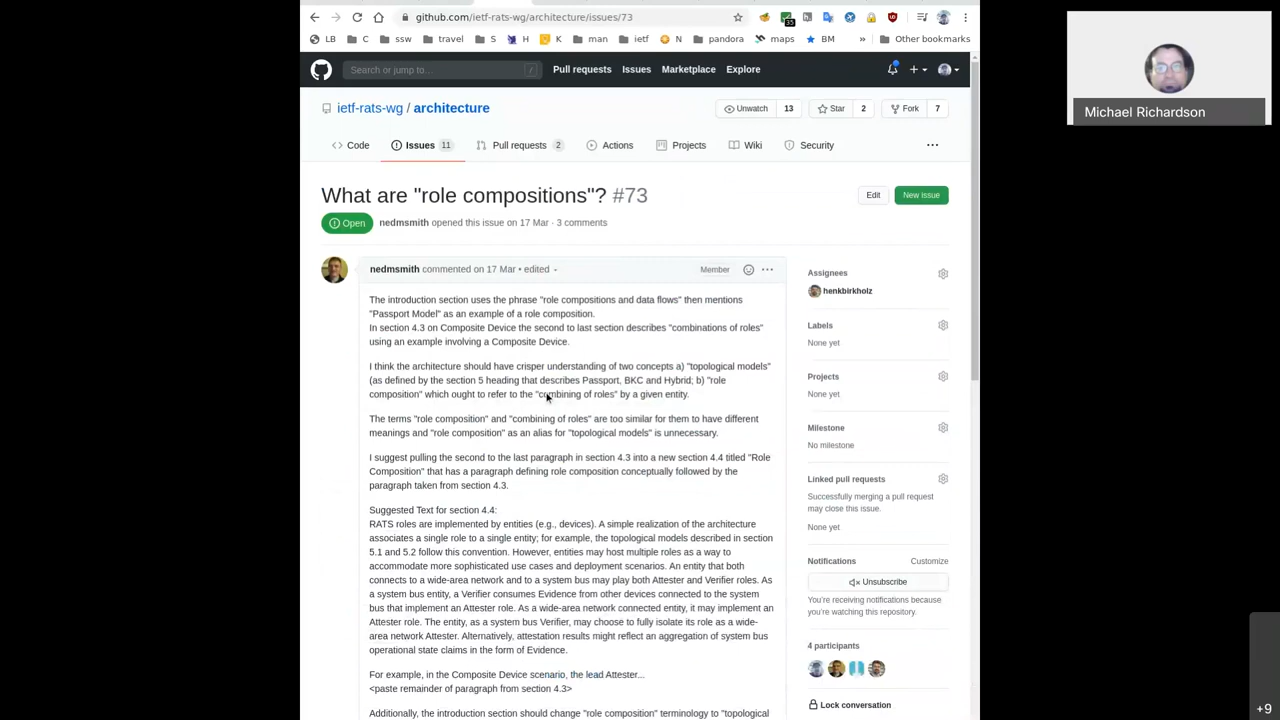 github.com/ietf-rats-wg/architecture/issues/73
35
LB
C
ssw
travel
S
H
K
man
ietf
N
pandora
maps
BM
»
Other bookmarks
Search or jump to…
/
Pull requests
Issues
Marketplace
Explore
ietf-rats-wg / architecture
Unwatch 13
Star 2
Fork 7
Code
Issues 11
Pull requests 2
Actions
Projects
Wiki
Security
What are "role compositions"? #73
Edit
New issue
Open
nedmsmith opened this issue on 17 Mar · 3 comments
nedmsmith commented on 17 Mar • edited
Member
The introduction section uses the phrase "role compositions and data flows" then mentions
"Passport Model" as an example of a role composition.
In section 4.3 on Composite Device the second to last section describes "combinations of roles"
using an example involving a Composite Device.
I think the architecture should have crisper understanding of two concepts a) "topological models"
(as defined by the section 5 heading that describes Passport, BKC and Hybrid; b) "role
composition" which ought to refer to the "combining of roles" by a given entity.
The terms "role composition" and "combining of roles" are too similar for them to have different
meanings and "role composition" as an alias for "topological models" is unnecessary.
I suggest pulling the second to the last paragraph in section 4.3 into a new section 4.4 titled "Role
Composition" that has a paragraph defining role composition conceptually followed by the
paragraph taken from section 4.3.
Suggested Text for section 4.4:
RATS roles are implemented by entities (e.g., devices). A simple realization of the architecture
associates a single role to a single entity; for example, the topological models described in section
5.1 and 5.2 follow this convention. However, entities may host multiple roles as a way to
accommodate more sophisticated use cases and deployment scenarios. An entity that both
connects to a wide-area network and to a system bus may play both Attester and Verifier roles. As
a system bus entity, a Verifier consumes Evidence from other devices connected to the system
bus that implement an Attester role. As a wide-area network connected entity, it may implement an
Attester role. The entity, as a system bus Verifier, may choose to fully isolate its role as a wide-
area network Attester. Alternatively, attestation results might reflect an aggregation of system bus
operational state claims in the form of Evidence.
For example, in the Composite Device scenario, the lead Attester...
<paste remainder of paragraph from section 4.3>
Additionally, the introduction section should change "role composition" terminology to "topological
Assignees
henkbirkholz
Labels
None yet
Projects
None yet
Milestone
No milestone
Linked pull requests
Successfully merging a pull request
may close this issue.
None yet
Notifications
Customize
Unsubscribe
You're receiving notifications because
you're watching this repository.
4 participants
Lock conversation
Michael Richardson
+9